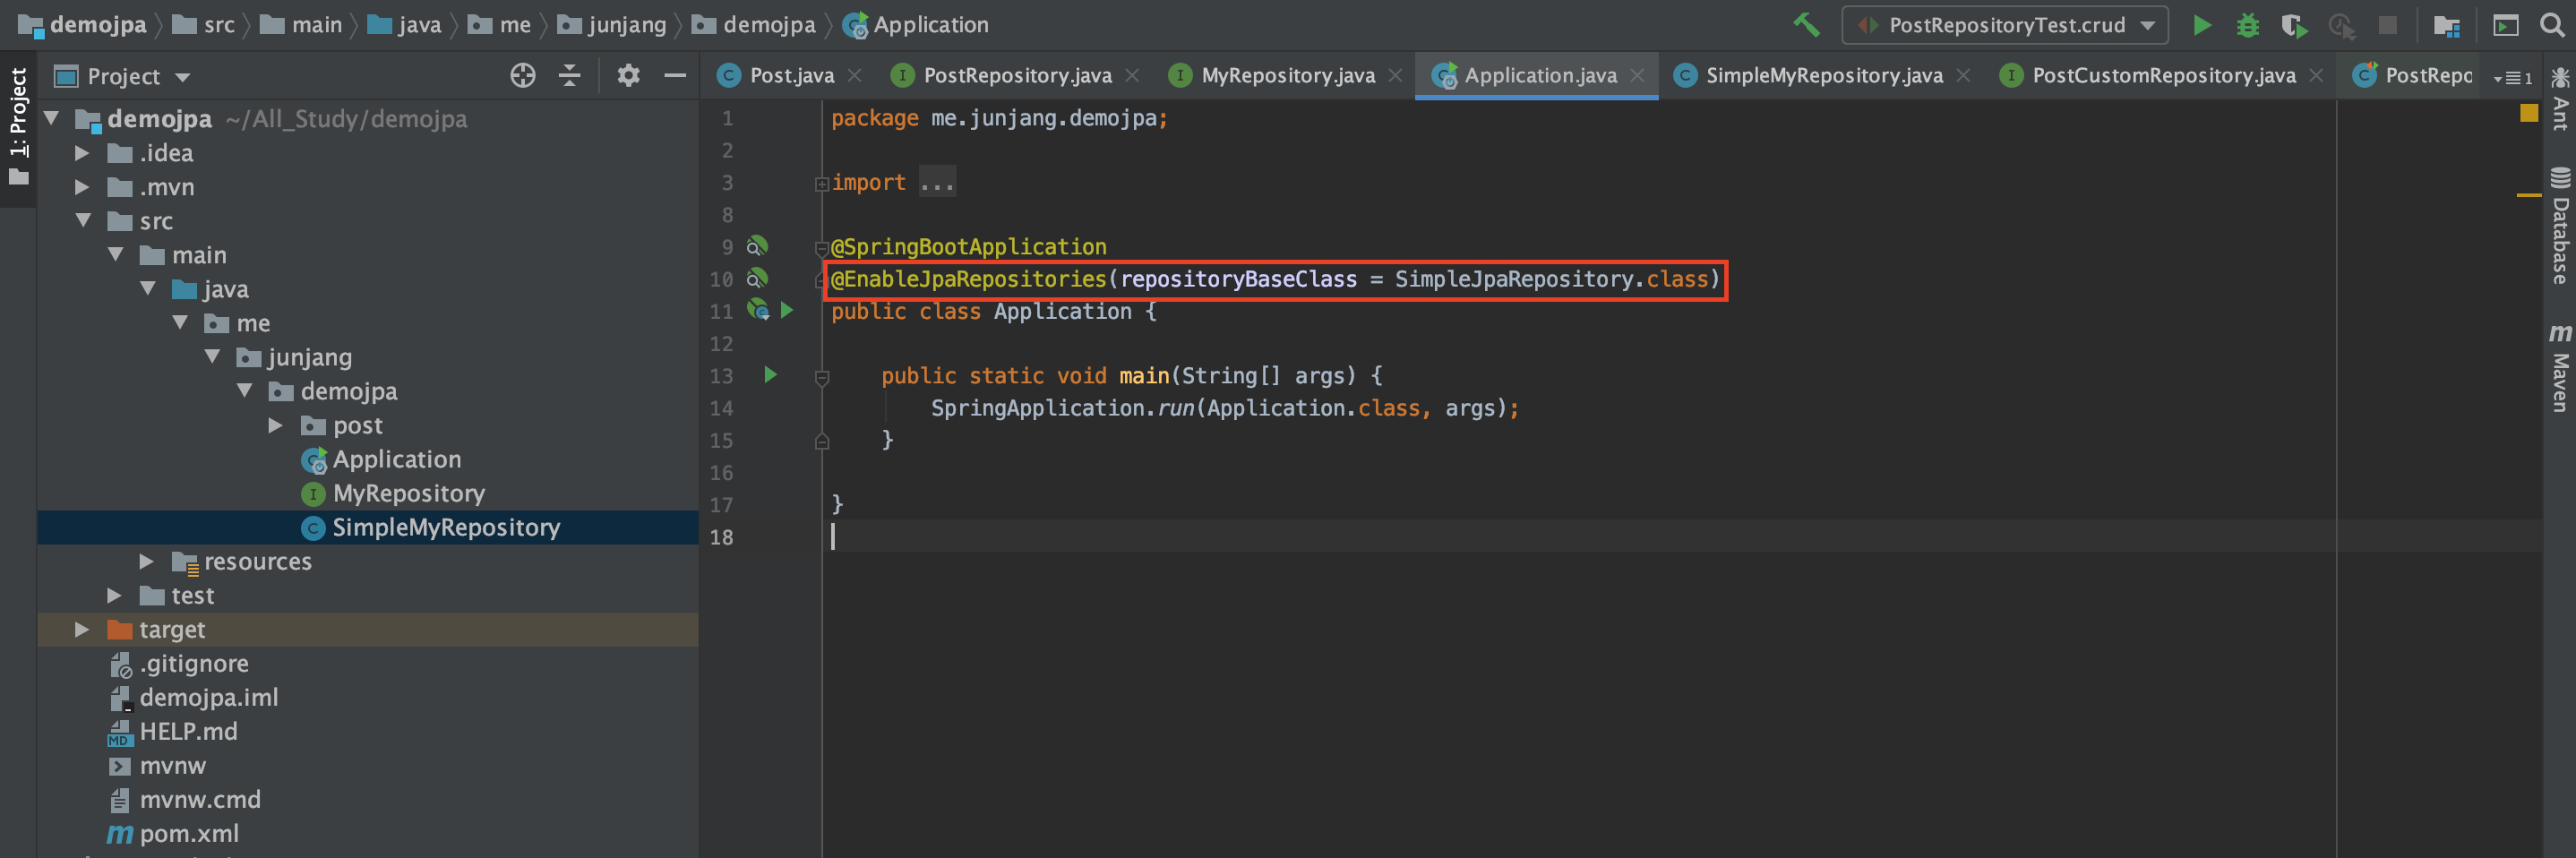 demojpa src main java me junjang demojpa Application
PostRepositoryTest.crud
1: Project
Project
Post.java PostRepository.java MyRepository.java Application.java SimpleMyRepository.java PostCustomRepository.java PostRepo 1
demojpa ~/All_Study/demojpa
.idea
.mvn
src
main
java
me
junjang
demojpa
post
Application
MyRepository
SimpleMyRepository
resources
test
target
.gitignore
demojpa.iml
HELP.md
mvnw
mvnw.cmd
pom.xml
1 package me.junjang.demojpa;
2
3 import ...
8
9 @SpringBootApplication
10 @EnableJpaRepositories(repositoryBaseClass = SimpleJpaRepository.class)
11 public class Application {
12
13 public static void main(String[] args) {
14 SpringApplication.run(Application.class, args);
15 }
16
17 }
18
Ant
Database
Maven